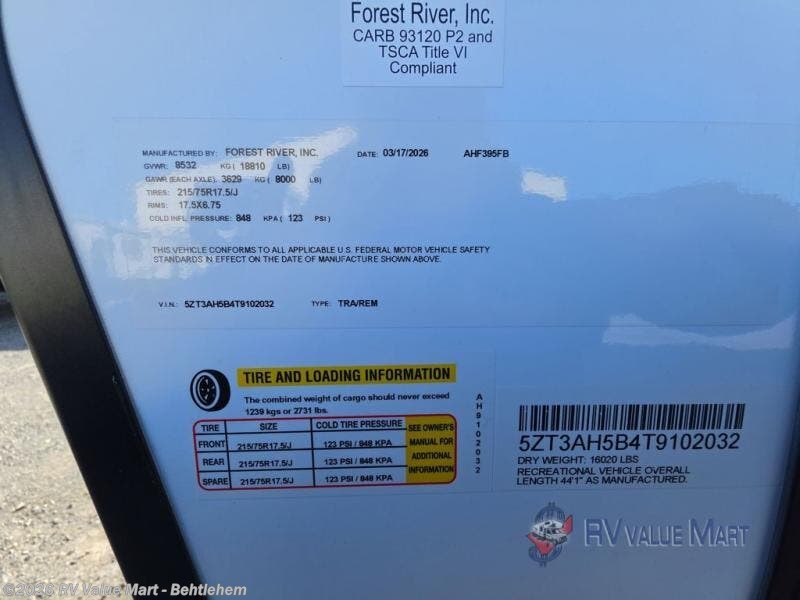 Forest River, Inc.
CARB 93120 P2 and
TSCA Title VI
Compliant
MANUFACTURED BY: FOREST RIVER, INC. DATE: 03/17/2026 AHF395FB
GVWR: 8532 KG ( 18810 LB)
GAWR (EACH AXLE): 3629 KG ( 8000 LB)
TIRES: 215/75R17.5/J
RIMS: 17.5X6.75
COLD INFL. PRESSURE: 848 KPA ( 123 PSI )
THIS VEHICLE CONFORMS TO ALL APPLICABLE U.S. FEDERAL MOTOR VEHICLE SAFETY
STANDARDS IN EFFECT ON THE DATE OF MANUFACTURE SHOWN ABOVE.
V.I.N.: 5ZT3AH5B4T9102032 TYPE: TRA/REM
TIRE AND LOADING INFORMATION
The combined weight of cargo should never exceed
1239 kgs or 2731 lbs.
TIRE SIZE COLD TIRE PRESSURE
FRONT 215/75R17.5/J 123 PSI / 848 KPA
REAR 215/75R17.5/J 123 PSI / 848 KPA
SPARE 215/75R17.5/J 123 PSI / 848 KPA
SEE OWNER'S
MANUAL FOR
ADDITIONAL
INFORMATION
AH9102032
5ZT3AH5B4T9102032
DRY WEIGHT: 16020 LBS
RECREATIONAL VEHICLE OVERALL
LENGTH 44'1" AS MANUFACTURED.
RV VALUE MART
RV Value Mart - Behtlehem